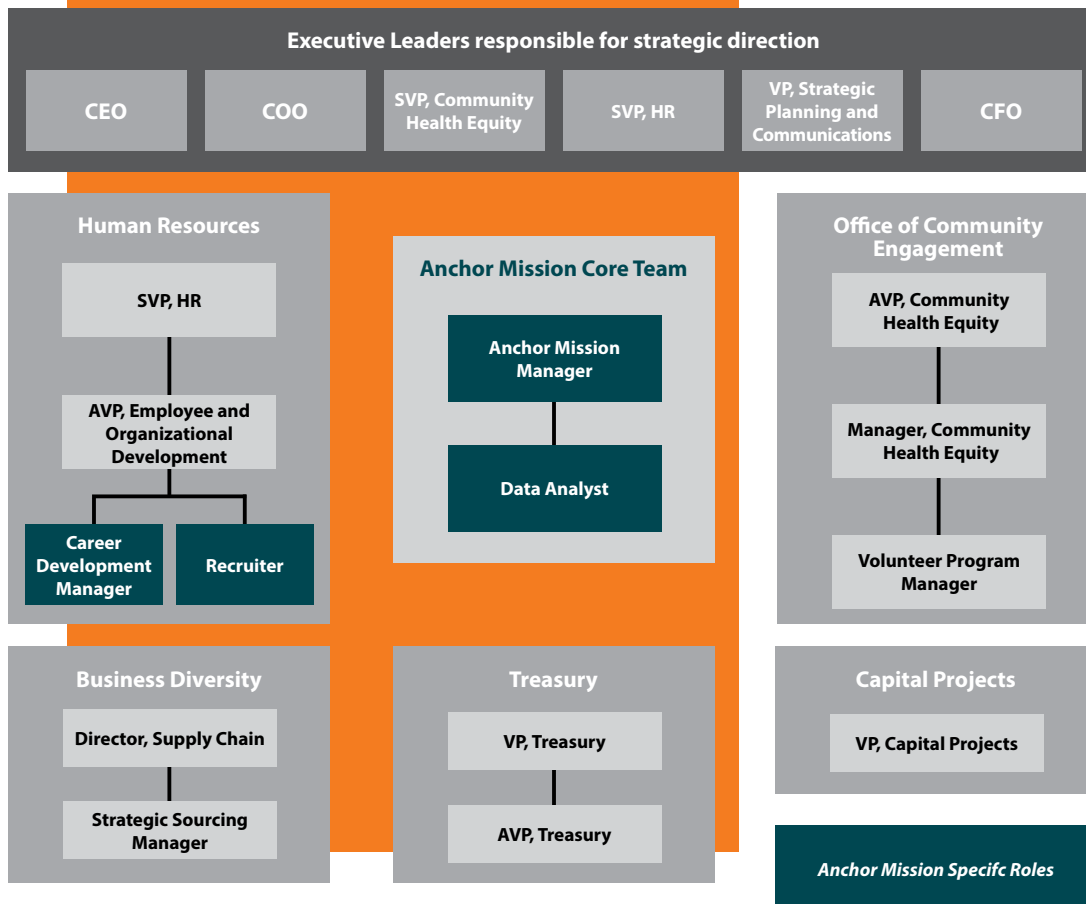 Executive Leaders responsible for strategic direction
CEO
COO
SVP, Community
Health Equity
SVP, HR
VP, Strategic
Planning and
Communications
CFO
Human Resources
SVP, HR
AVP, Employee and
Organizational
Development
Career
Development
Manager
Recruiter
Anchor Mission Core Team
Anchor Mission
Manager
Data Analyst
Office of Community
Engagement
AVP, Community
Health Equity
Manager, Community
Health Equity
Volunteer Program
Manager
Business Diversity
Director, Supply Chain
Strategic Sourcing
Manager
Treasury
VP, Treasury
AVP, Treasury
Capital Projects
VP, Capital Projects
Anchor Mission Specifc Roles